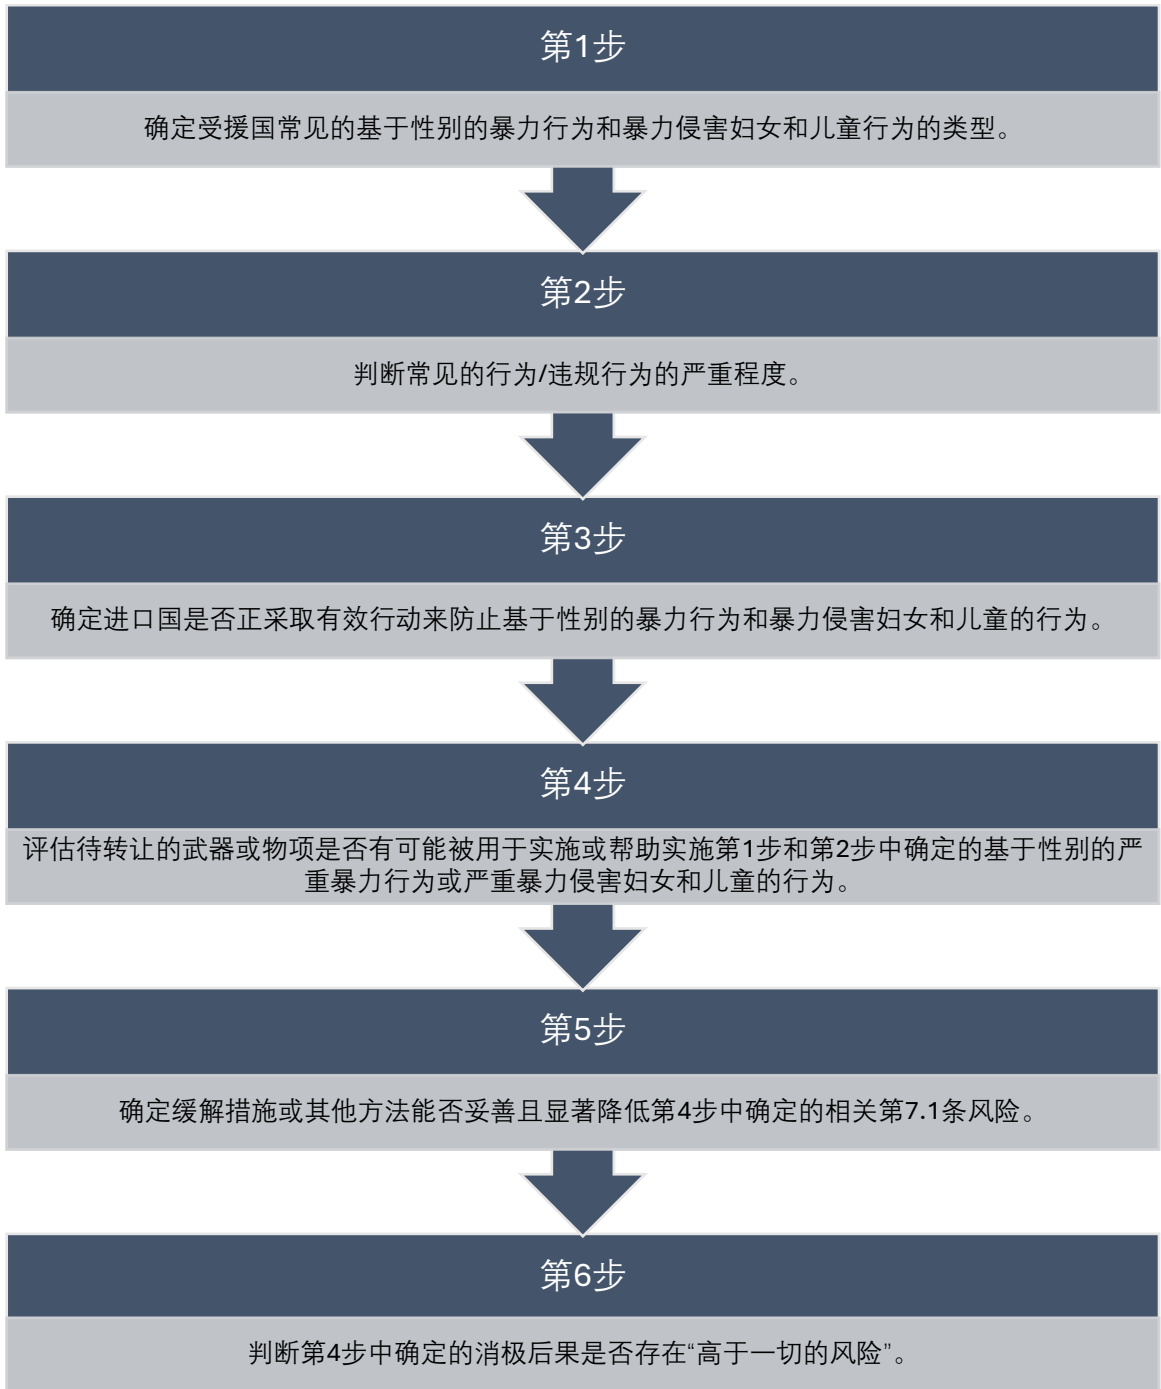 第1步
确定受援国常见的基于性别的暴力行为和暴力侵害妇女和儿童行为的类型。
第2步
判断常见的行为/违规行为的严重程度。
第3步
确定进口国是否正采取有效行动来防止基于性别的暴力行为和暴力侵害妇女和儿童的行为。
第4步
评估待转让的武器或物项是否有可能被用于实施或帮助实施第1步和第2步中确定的基于性别的严
重暴力行为或严重暴力侵害妇女和儿童的行为。
第5步
确定缓解措施或其他方法能否妥善且显著降低第4步中确定的相关第7.1条风险。
第6步
判断第4步中确定的消极后果是否存在“高于一切的风险”。